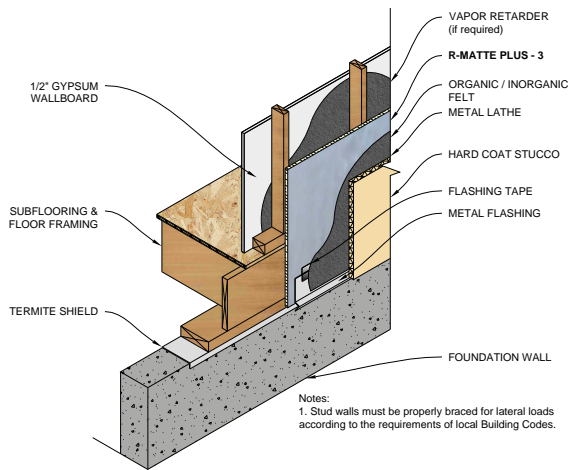 VAPOR RETARDER
(if required)
R-MATTE PLUS - 3
ORGANIC / INORGANIC
FELT
METAL LATHE
HARD COAT STUCCO
FLASHING TAPE
METAL FLASHING
1/2" GYPSUM
WALLBOARD
SUBFLOORING &
FLOOR FRAMING
TERMITE SHIELD
FOUNDATION WALL
Notes:
1. Stud walls must be properly braced for lateral loads
according to the requirements of local Building Codes.